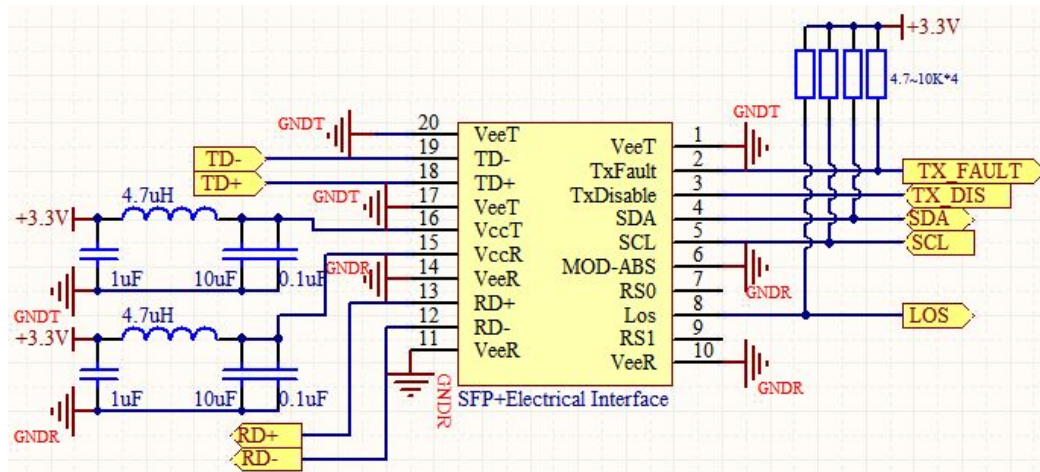 +3.3V
4.7~10K*4
GNDT
20
VeeT
TD-
19
TD-
TD+
18
TD+
GNDT
17
VeeT
4.7uH
+3.3V
16
VccT
15
VccR
1uF
10uF
0.1uF
GNDT
GNDR
14
VeeR
13
RD+
12
RD-
11
VeeR
4.7uH
+3.3V
1uF
10uF
0.1uF
GNDR
GNDR
RD+
RD-
GNDT
VeeT
1
TxFault
2
TX_FAULT
TxDisable
3
TX_DIS
SDA
4
SDA
SCL
5
SCL
MOD-ABS
6
GNDR
RS0
7
Los
8
LOS
RS1
9
VeeR
10
GNDR
SFP+Electrical Interface